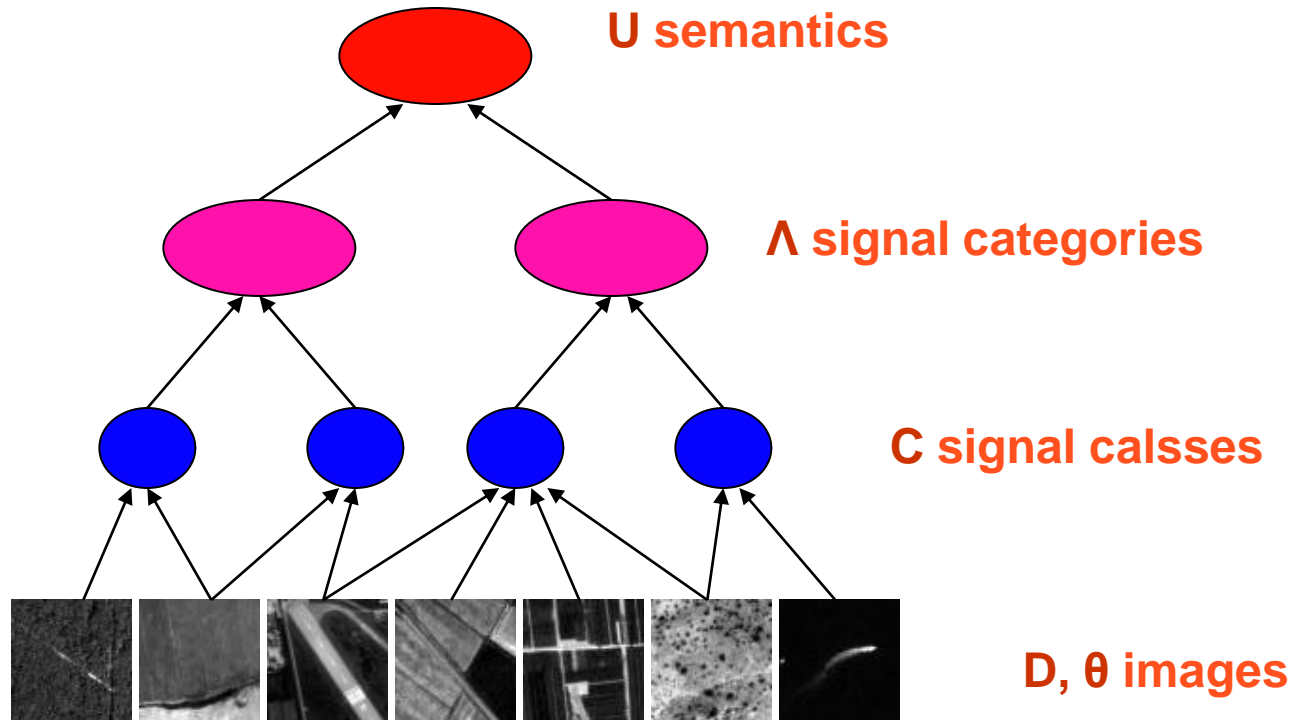 U semantics
Λ signal categories
C signal calsses
D, θ images